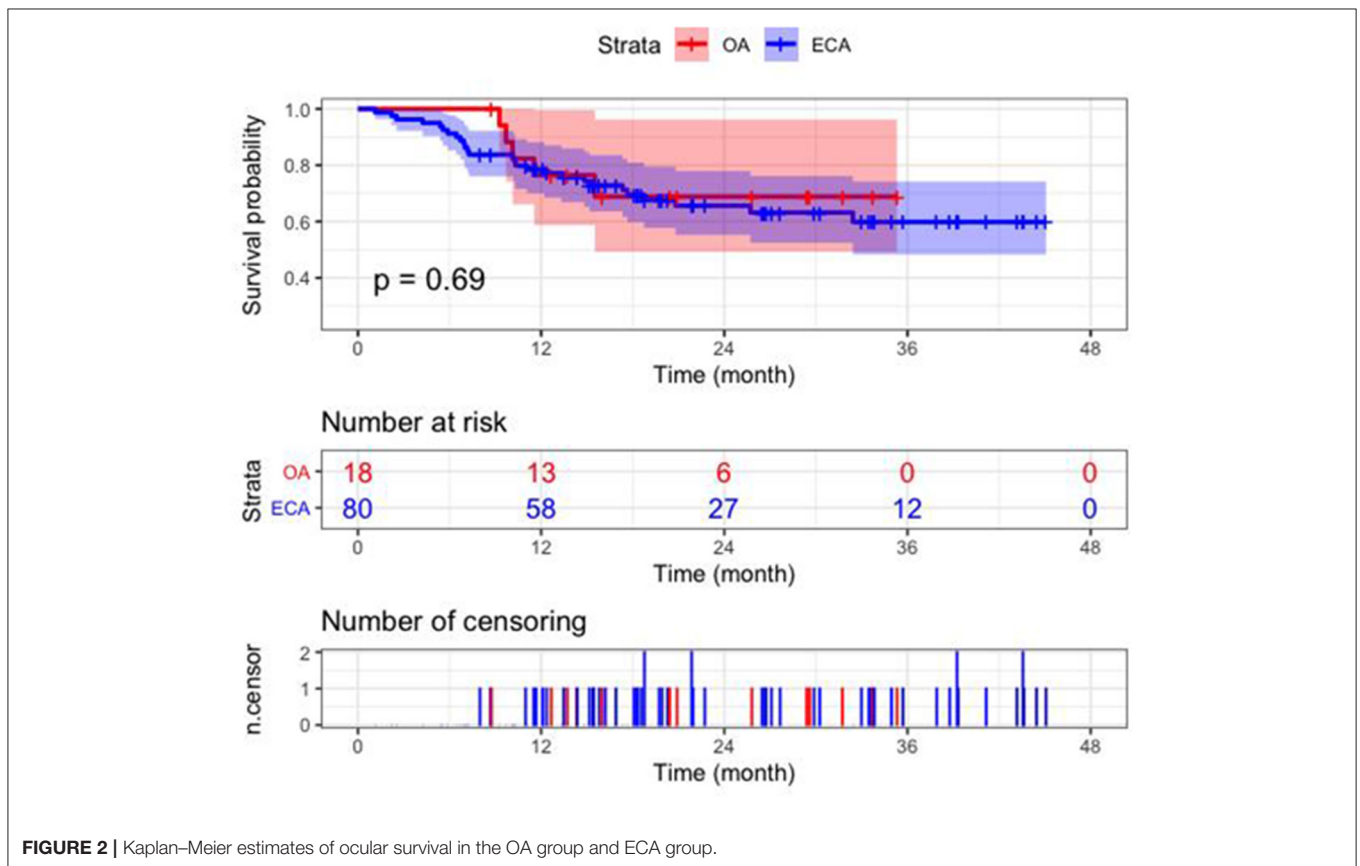 Strata OA ECA
Survival probability
1.0
0.8
0.6
0.4
p = 0.69
0 12 24 36 48
Time (month)
Number at risk
Strata
OA 18 13 6 0 0
ECA 80 58 27 12 0
0 12 24 36 48
Time (month)
Number of censoring
n.censor
2
1
0
0 12 24 36 48
Time (month)
FIGURE 2 | Kaplan–Meier estimates of ocular survival in the OA group and ECA group.